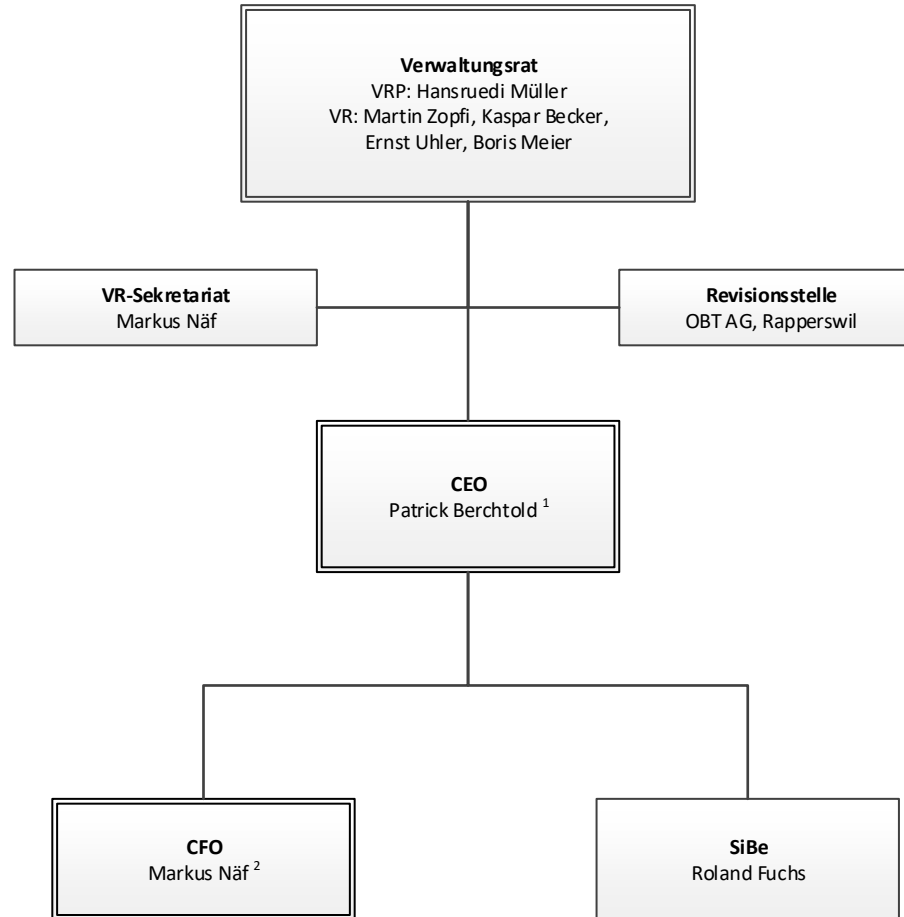 Verwaltungsrat
VRP: Hansruedi Müller
VR: Martin Zopfi, Kaspar Becker,
Ernst Uhler, Boris Meier
VR-Sekretariat
Markus Näf
Revisionsstelle
OBT AG, Rapperswil
CEO
Patrick Berchtold ¹
CFO
Markus Näf ²
SiBe
Roland Fuchs